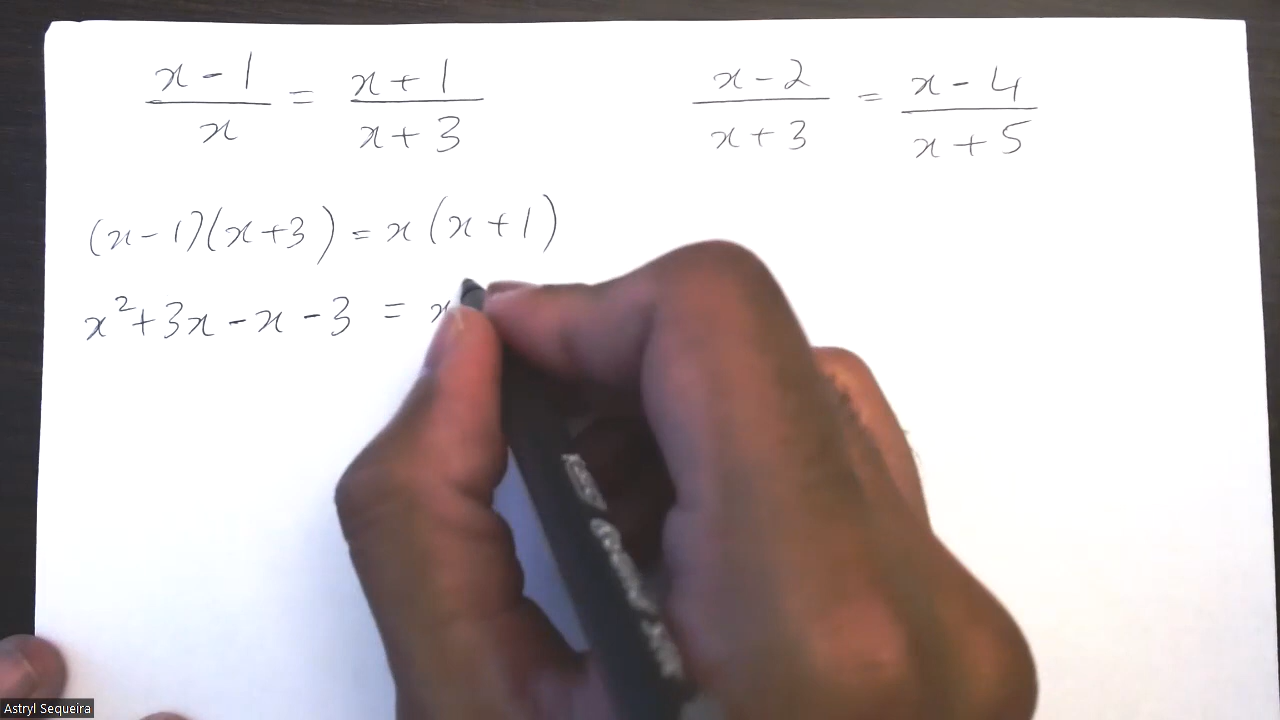 x - 1 / x = x + 1 / x + 3
x - 2 / x + 3 = x - 4 / x + 5
(x - 1)(x + 3) = x (x + 1)
x² + 3x - x - 3 = x
Astryl Sequeira